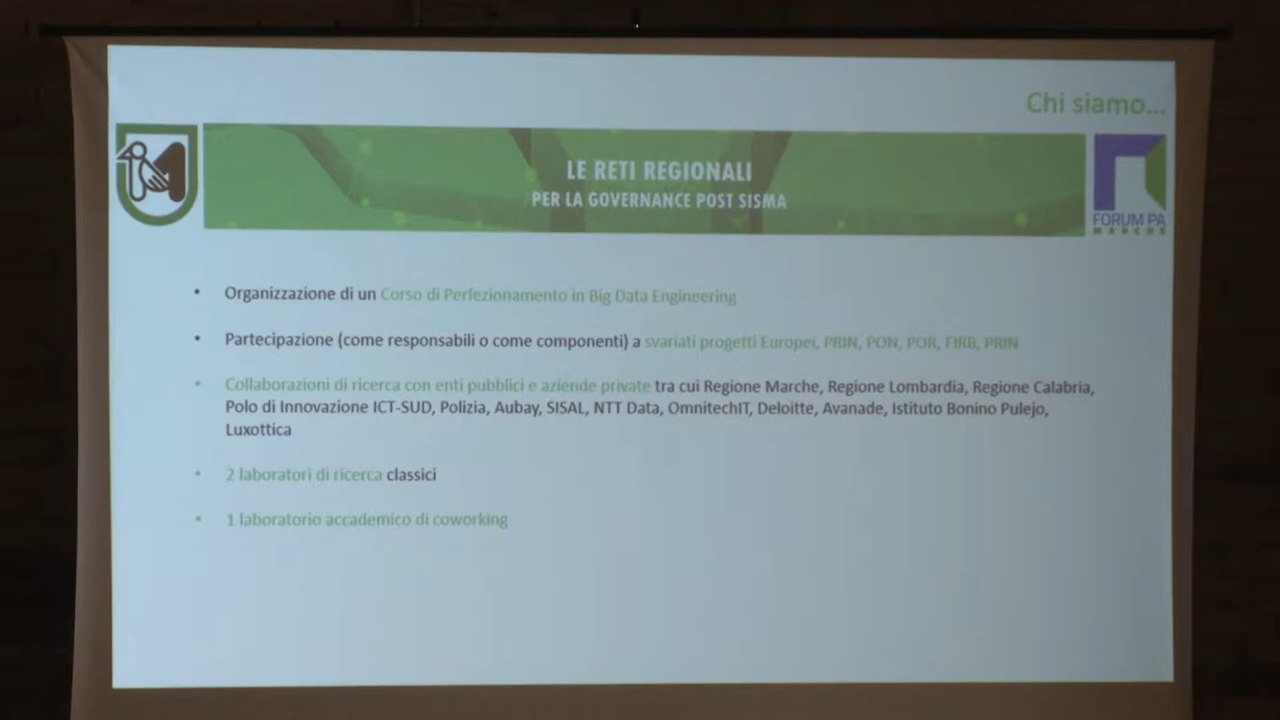 Chi siamo...
LE RETI REGIONALI
PER LA GOVERNANCE POST SISMA
FORUM PA
MARCHE
• Organizzazione di un Corso di Perfezionamento in Big Data Engineering
• Partecipazione (come responsabili o come componenti) a svariati progetti Europei, PRIN, PON, POR, FIRB, PRIN
• Collaborazioni di ricerca con enti pubblici e aziende private tra cui Regione Marche, Regione Lombardia, Regione Calabria,
Polo di Innovazione ICT-SUD, Polizia, Aubay, SISAL, NTT Data, OmnitechIT, Deloitte, Avanade, Istituto Bonino Pulejo,
Luxottica
• 2 laboratori di ricerca classici
• 1 laboratorio accademico di coworking